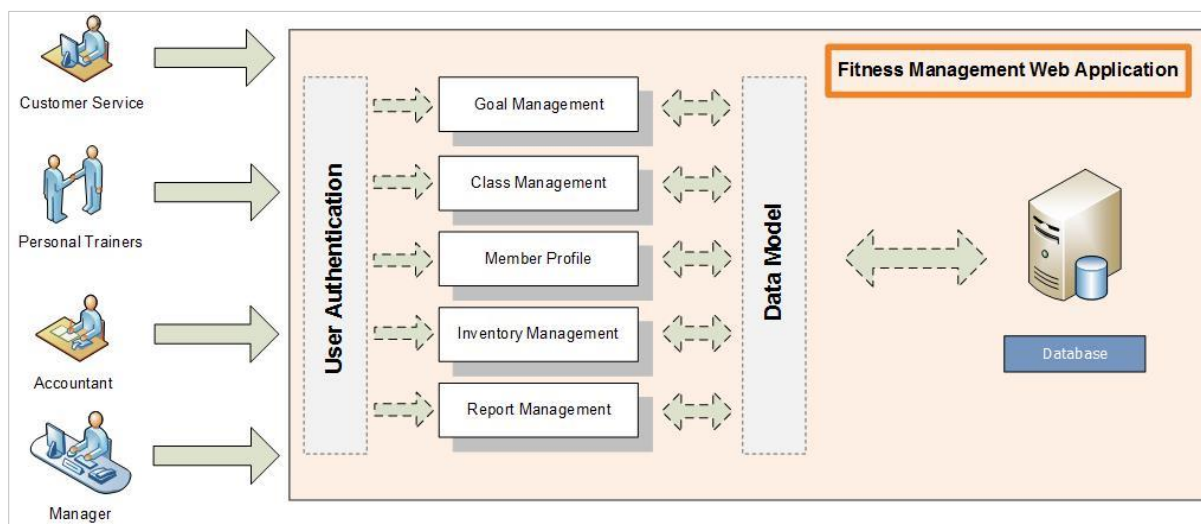 Customer Service
Personal Trainers
Accountant
Manager
User Authentication
Goal Management
Class Management
Member Profile
Inventory Management
Report Management
Data Model
Fitness Management Web Application
Database